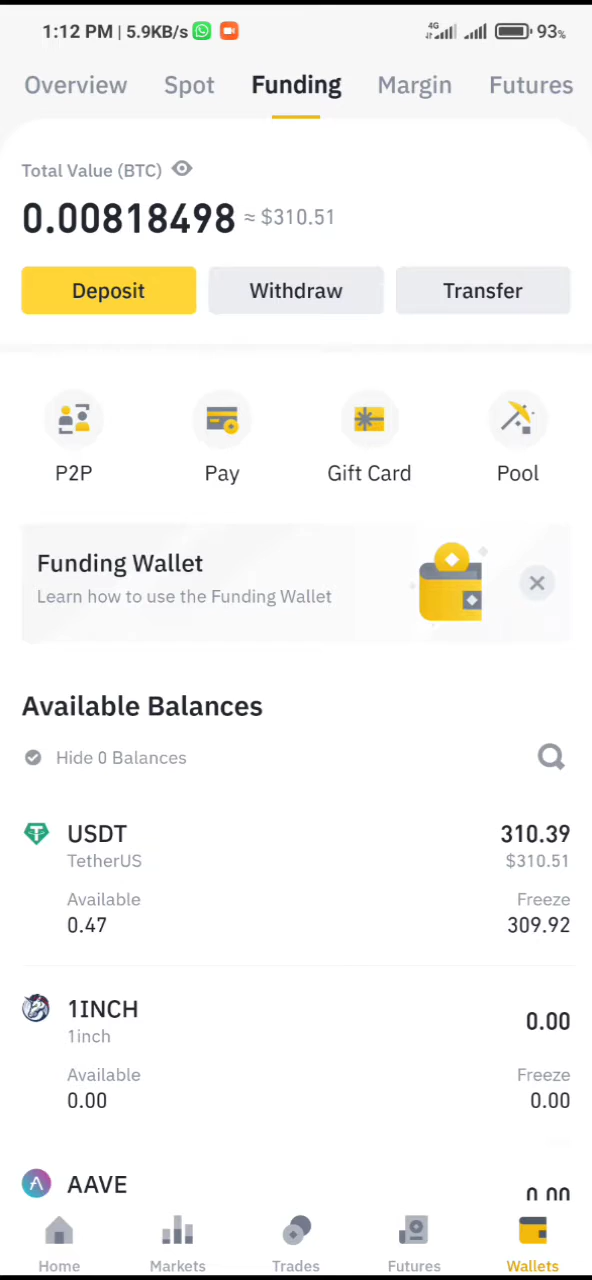 1:12 PM | 5.9KB/s 4G 93%
Overview Spot Funding Margin Futures
Total Value (BTC)
0.00818498 ≈ $310.51
Deposit Withdraw Transfer
P2P Pay Gift Card Pool
Funding Wallet
Learn how to use the Funding Wallet
Available Balances
Hide 0 Balances
USDT 310.39
TetherUS $310.51
Available Freeze
0.47 309.92
1INCH 0.00
1inch
Available Freeze
0.00 0.00
AAVE 0.00
Home Markets Trades Futures Wallets